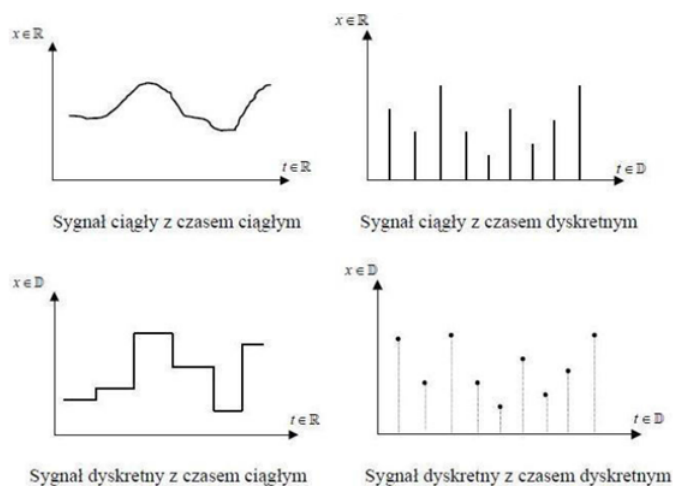 x∈ℝ
t∈ℝ
Sygnał ciągły z czasem ciągłym
x∈ℝ
t∈𝔻
Sygnał ciągły z czasem dyskretnym
x∈𝔻
t∈ℝ
Sygnał dyskretny z czasem ciągłym
x∈𝔻
t∈𝔻
Sygnał dyskretny z czasem dyskretnym